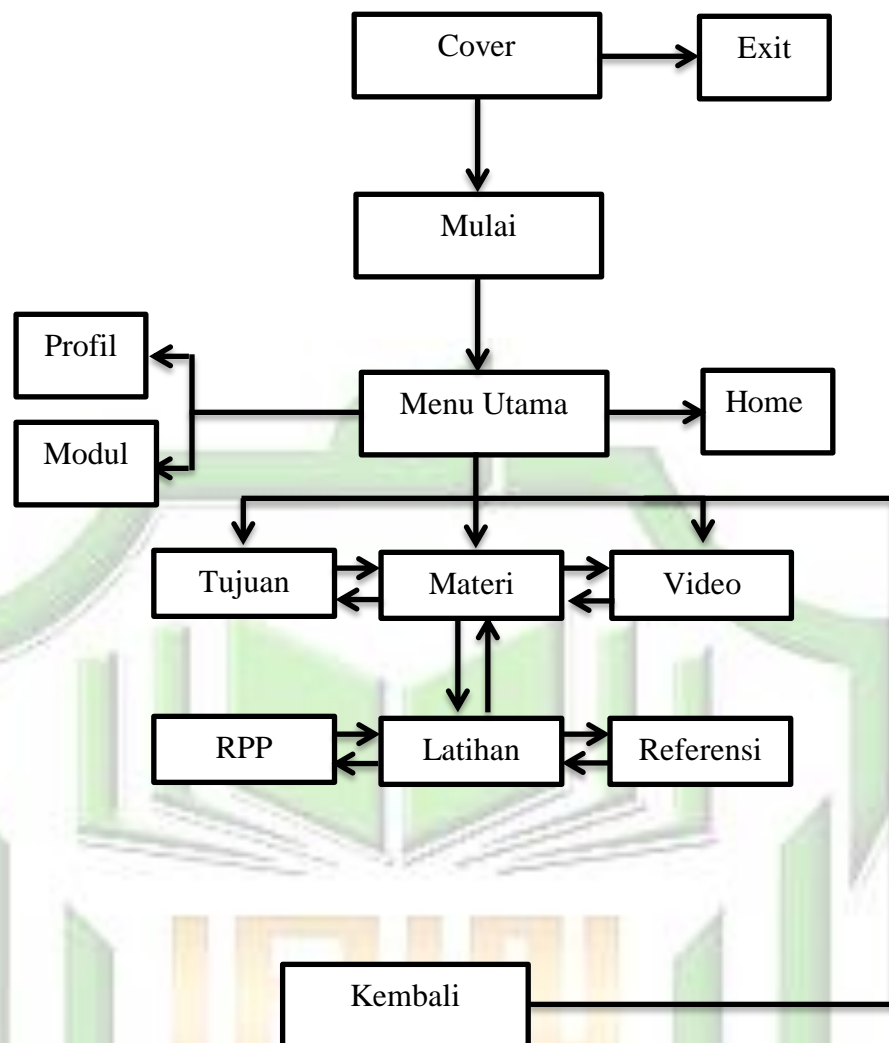 Cover
Exit
Mulai
Profil
Menu Utama
Home
Modul
Tujuan
Materi
Video
RPP
Latihan
Referensi
Kembali